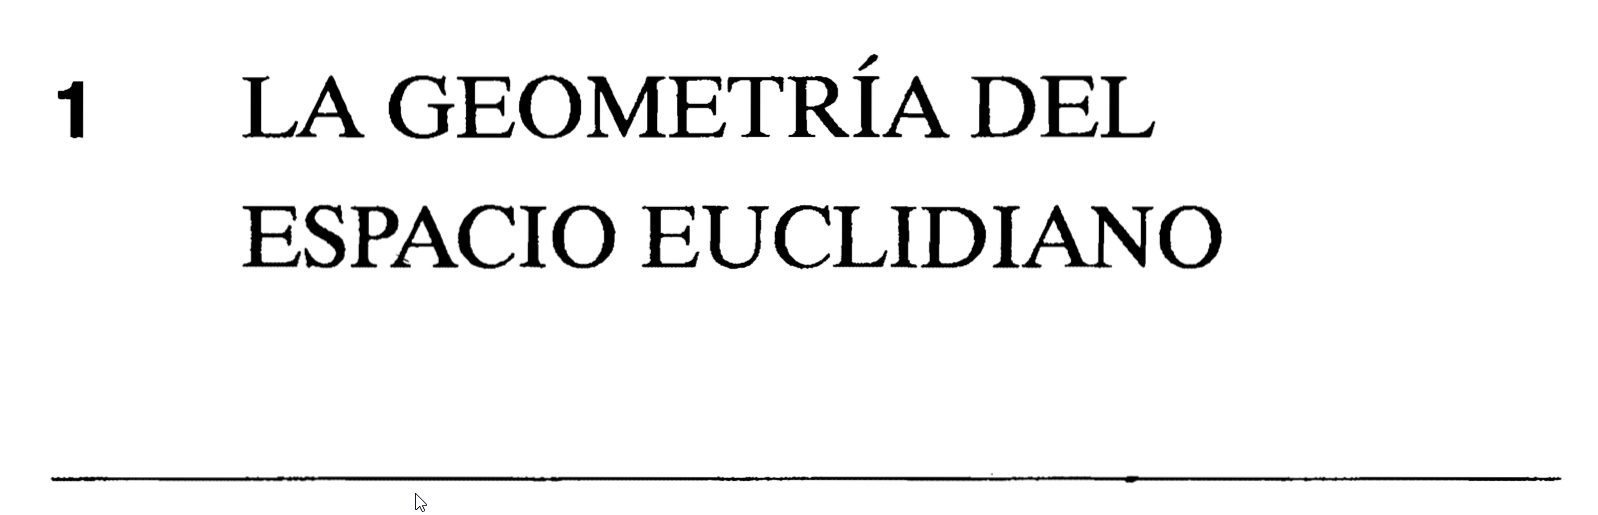 1 LA GEOMETRÍA DEL
ESPACIO EUCLIDIANO